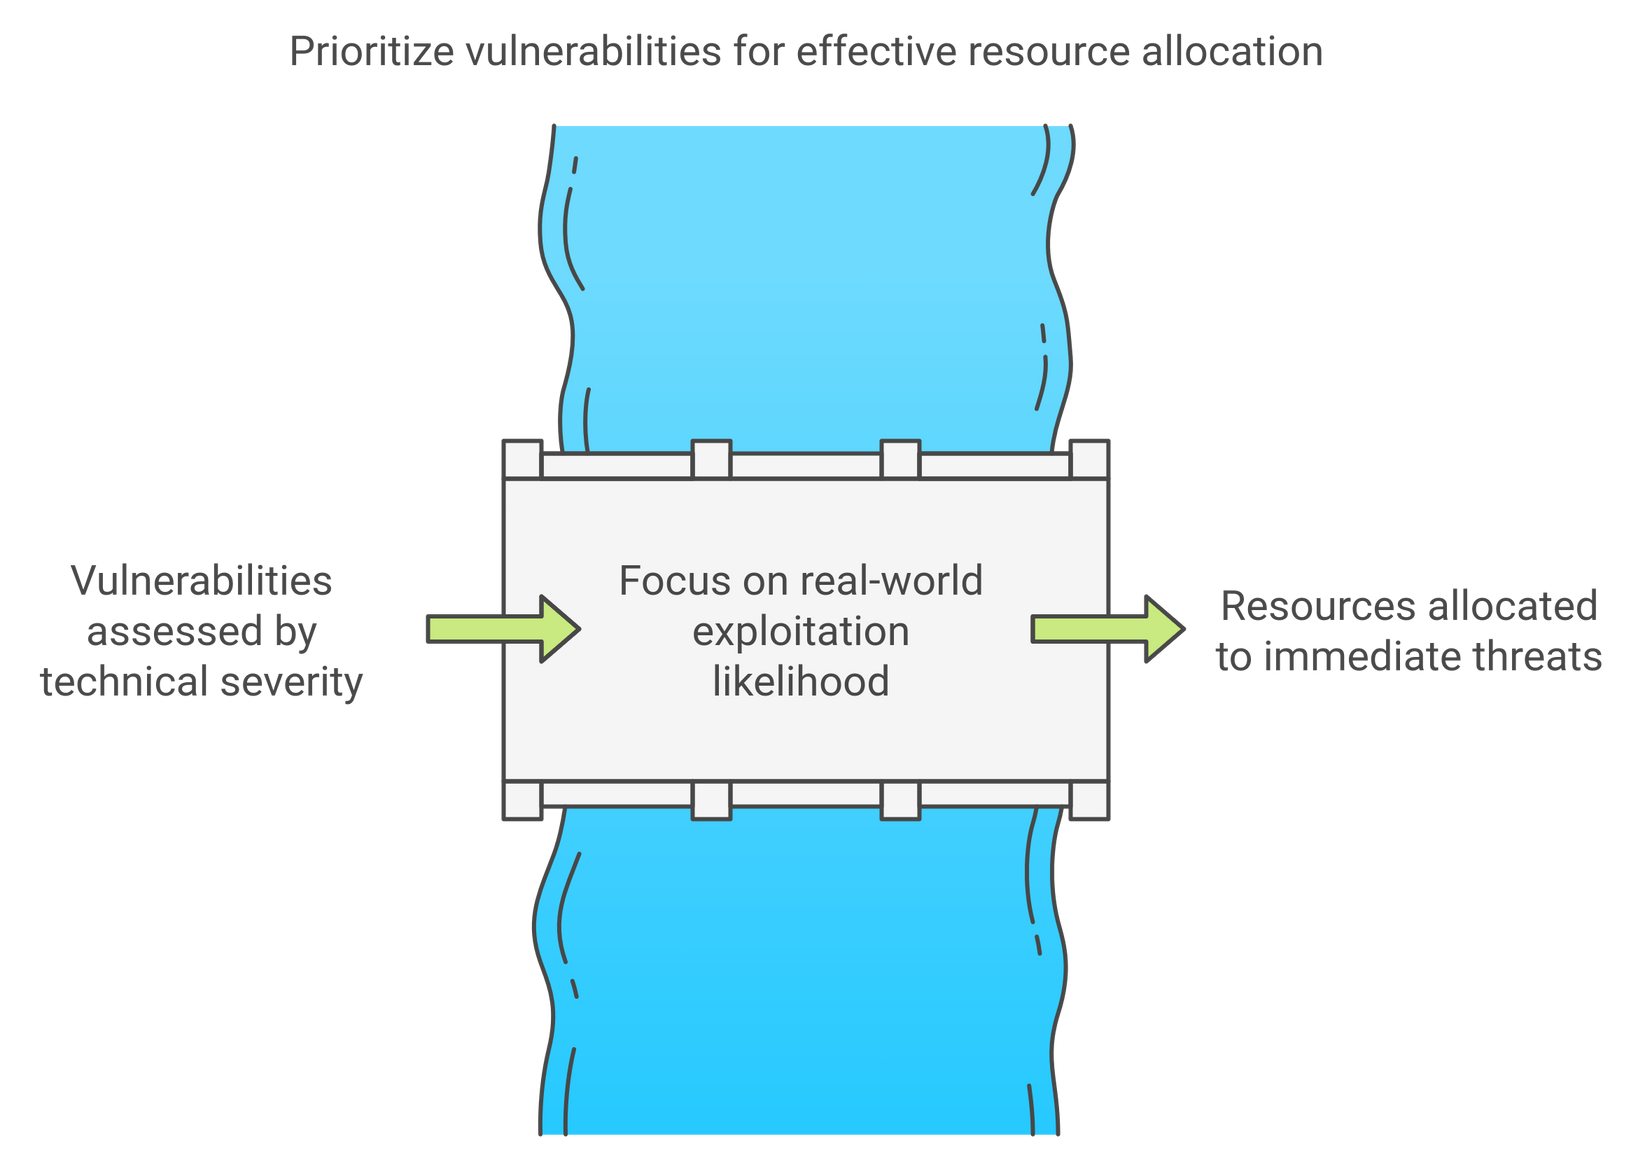 Prioritize vulnerabilities for effective resource allocation
Vulnerabilities
assessed by
technical severity
Focus on real-world
exploitation
likelihood
Resources allocated
to immediate threats